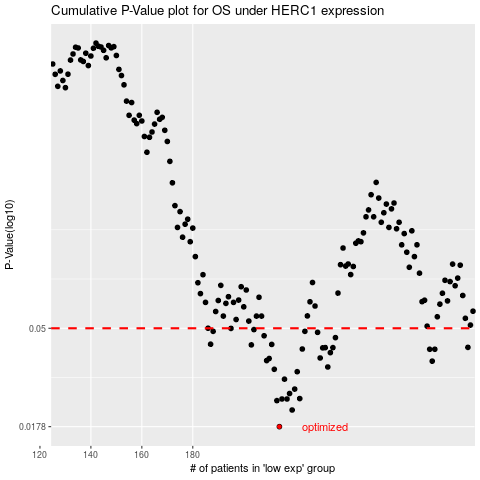 Cumulative P-Value plot for OS under HERC1 expression
P-Value(log10)
0.05
0.0178
optimized
120 140 160 180
# of patients in 'low exp' group